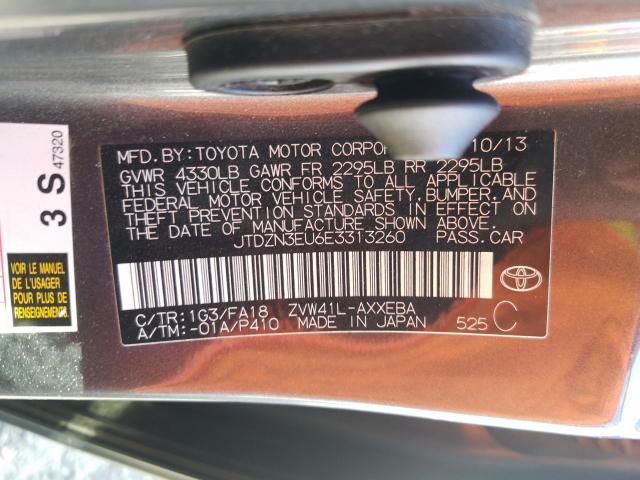 MFD. BY: TOYOTA MOTOR CORPOR 10/13
GVWR 4330LB GAWR FR 2295LB RR 2295LB
THIS VEHICLE CONFORMS TO ALL APPLICABLE
FEDERAL MOTOR VEHICLE SAFETY, BUMPER, AND
THEFT PREVENTION STANDARDS IN EFFECT ON
THE DATE OF MANUFACTURE SHOWN ABOVE.
JTDZN3EU6E3313260 PASS. CAR
C/TR: 1G3/FA18 ZVW41L-AXXEBA
A/TM: -01A/P410 MADE IN JAPAN 525 C
TOYOTA
3 S 47320
VOIR LE MANUEL
DE L'USAGER
POUR PLUS DE
RENSEIGNEMENTS